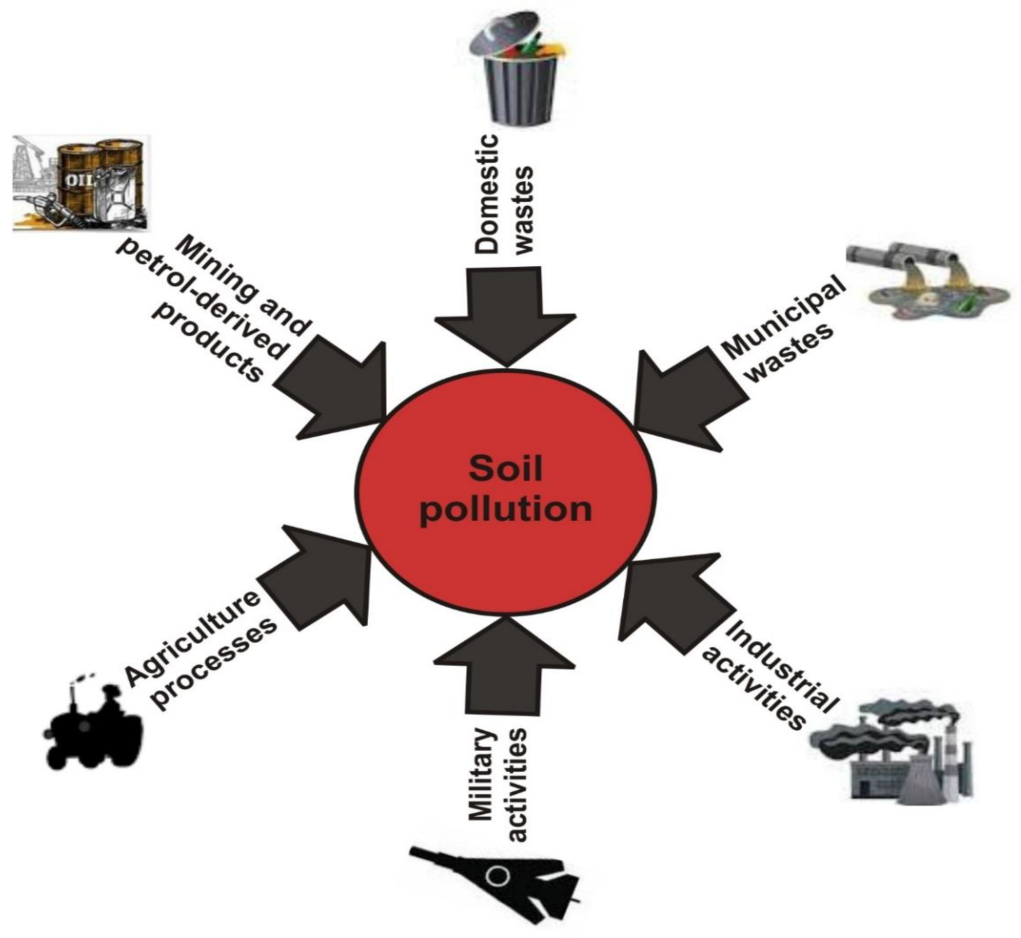 Domestic
wastes
OIL
Mining and
petrol-derived
products
Municipal
wastes
Soil
pollution
Agriculture
processes
Industrial
activities
Military
activities